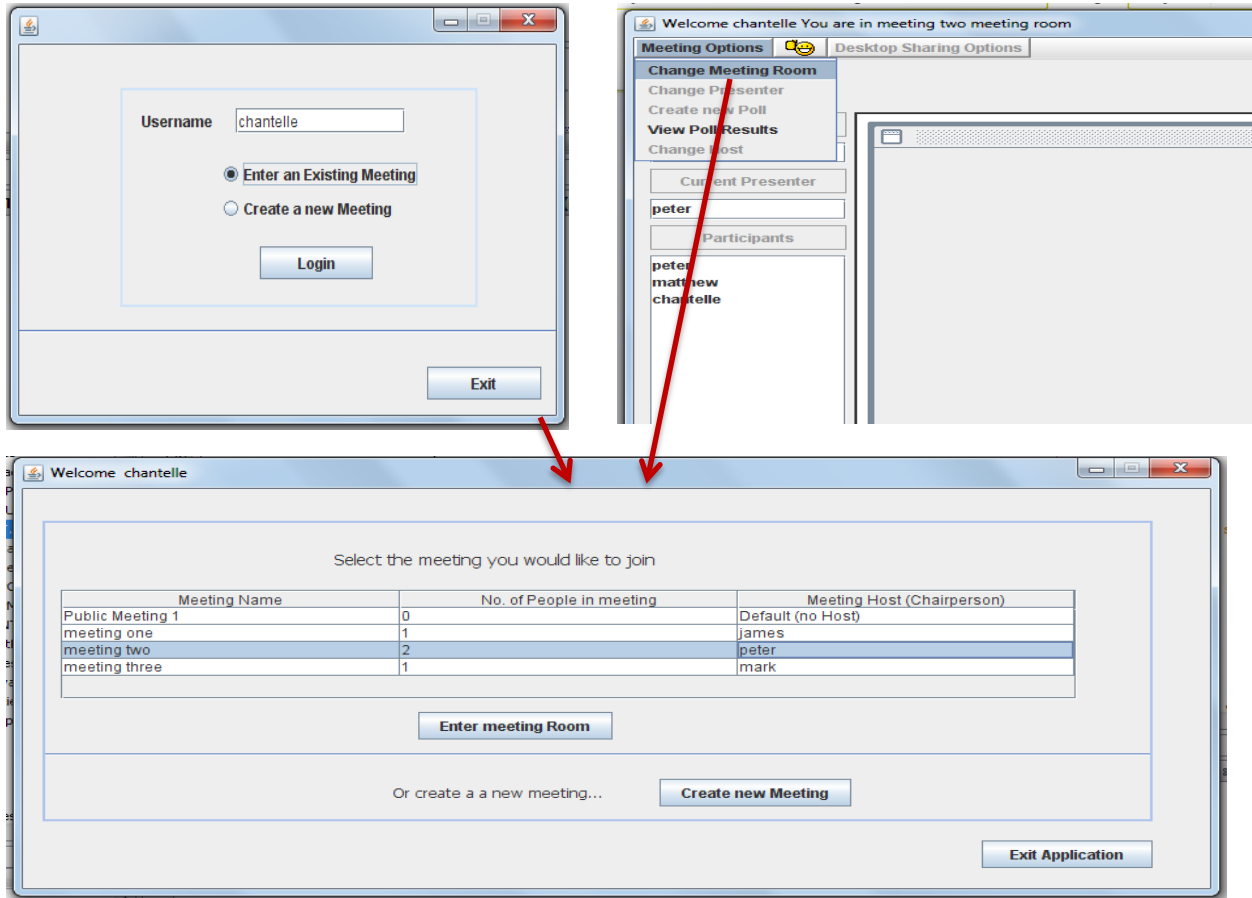 Username chantelle
Enter an Existing Meeting
Create a new Meeting
Login
Exit
Welcome chantelle You are in meeting two meeting room
Meeting Options Desktop Sharing Options
Change Meeting Room
Change Presenter
Create new Poll
View Poll Results
Change Host
Current Presenter
peter
Participants
peter
matthew
chantelle
Welcome chantelle
Select the meeting you would like to join
Meeting Name No. of People in meeting Meeting Host (Chairperson)
Public Meeting 1 0 Default (no Host)
meeting one 1 james
meeting two 2 peter
meeting three 1 mark
Enter meeting Room
Or create a a new meeting... Create new Meeting
Exit Application